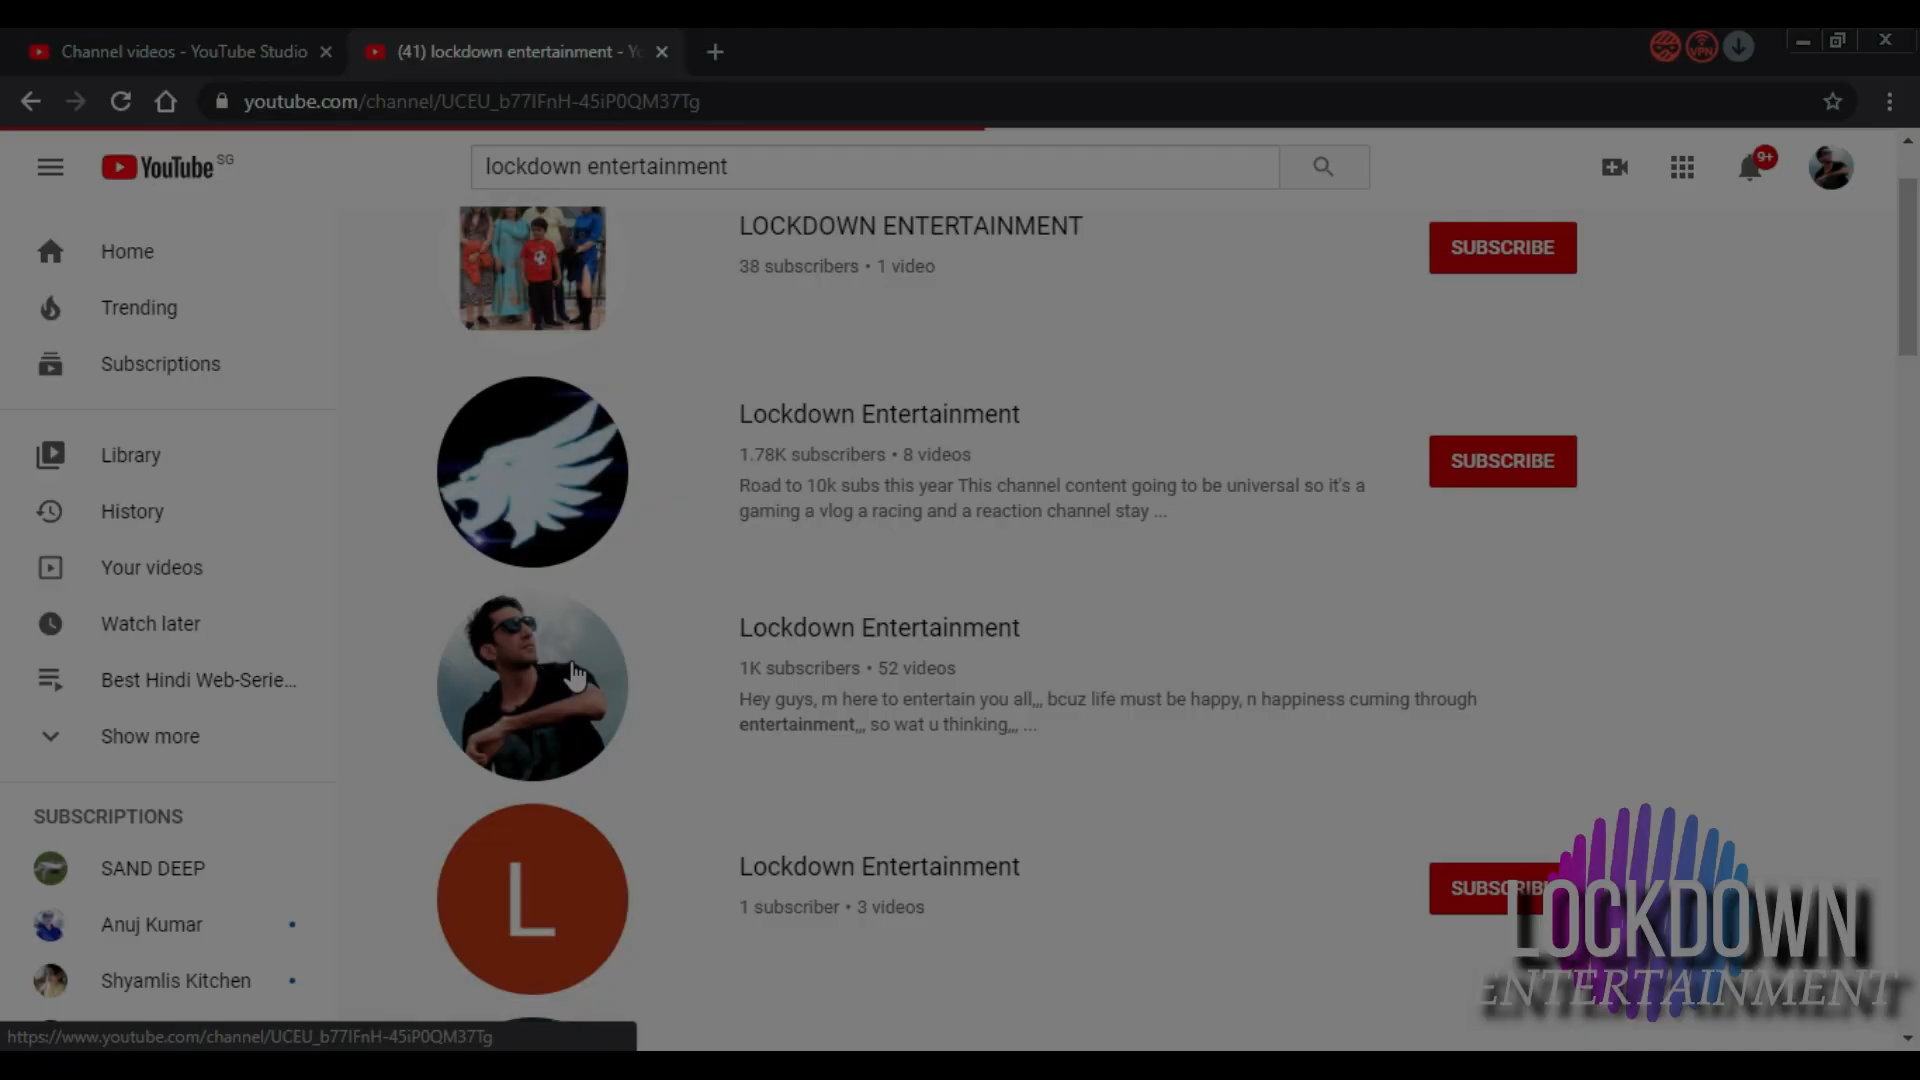 Channel videos - YouTube Studio
(41) lockdown entertainment - Yo
VPN
youtube.com/channel/UCEU_b77IFnH-45iP0QM37Tg
YouTube SG
lockdown entertainment
9+
Home
Trending
Subscriptions
Library
History
Your videos
Watch later
Best Hindi Web-Serie...
Show more
SUBSCRIPTIONS
SAND DEEP
Anuj Kumar
Shyamlis Kitchen
LOCKDOWN ENTERTAINMENT
38 subscribers • 1 video
SUBSCRIBE
Lockdown Entertainment
1.78K subscribers • 8 videos
Road to 10k subs this year This channel content going to be universal so it's a
gaming a vlog a racing and a reaction channel stay ...
SUBSCRIBE
Lockdown Entertainment
1K subscribers • 52 videos
Hey guys, m here to entertain you all,,, bcuz life must be happy, n happiness cuming through
entertainment,,, so wat u thinking,,, ...
L
Lockdown Entertainment
1 subscriber • 3 videos
SUBSCRIBE
LOCKDOWN
ENTERTAINMENT
https://www.youtube.com/channel/UCEU_b77IFnH-45iP0QM37Tg